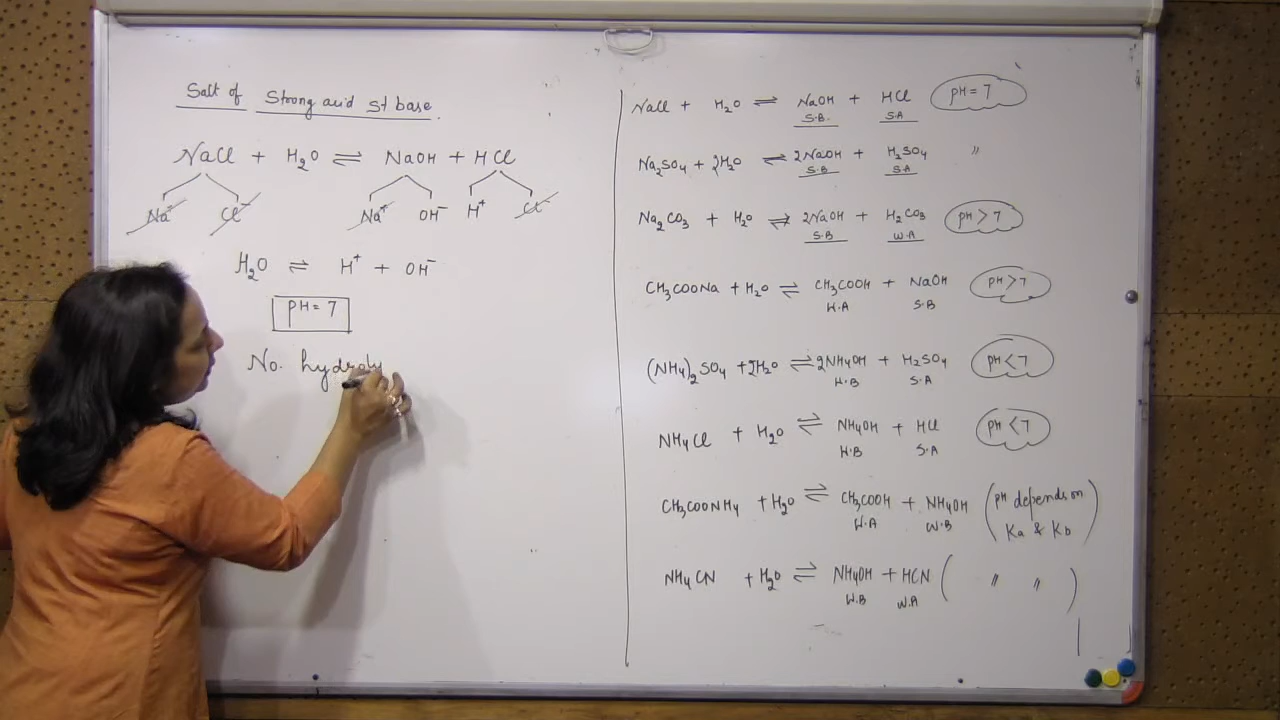 Salt of Strong acid St base.
NaCl + H₂O ⇌ NaOH + HCl
Na⁺ Cl⁻ Na⁺ OH⁻ H⁺ Cl⁻
H₂O ⇌ H⁺ + OH⁻
pH = 7
No. hydroly
NaCl + H₂O ⇌ NaOH + HCl pH = 7
S.B. S.A
Na₂SO₄ + 2H₂O ⇌ 2NaOH + H₂SO₄ "
S.B S.A
Na₂CO₃ + H₂O ⇌ 2NaOH + H₂CO₃ pH > 7
S.B W.A
CH₃COONa + H₂O ⇌ CH₃COOH + NaOH pH > 7
W.A S.B
(NH₄)₂SO₄ + 2H₂O ⇌ 2NH₄OH + H₂SO₄ pH < 7
W.B S.A
NH₄Cl + H₂O ⇌ NH₄OH + HCl pH < 7
W.B S.A
CH₃COONH₄ + H₂O ⇌ CH₃COOH + NH₄OH (pH depends on
W.A W.B Ka & Kb)
NH₄CN + H₂O ⇌ NH₄OH + HCN ( " " )
W.B W.A